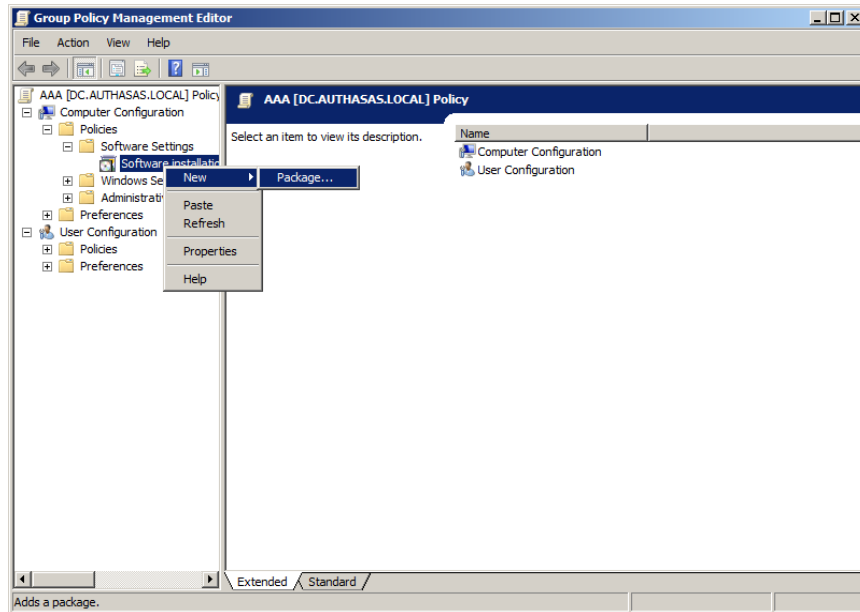 Group Policy Management Editor
File Action View Help
AAA [DC.AUTHASAS.LOCAL] Policy
Computer Configuration
Policies
Software Settings
Software installatio
Windows Se
Administrati
Preferences
User Configuration
Policies
Preferences
New
Paste
Refresh
Properties
Help
Package...
AAA [DC.AUTHASAS.LOCAL] Policy
Select an item to view its description.
Name
Computer Configuration
User Configuration
Extended Standard
Adds a package.